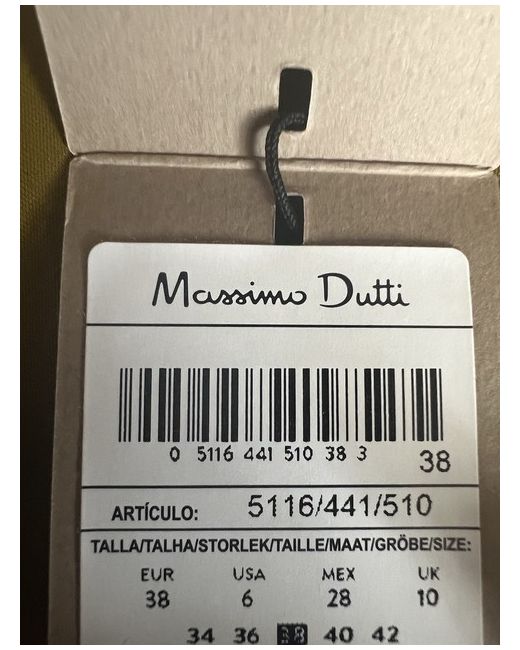 Massimo Dutti
0 5116 441 510 38 3
38
ARTÍCULO: 5116/441/510
TALLA/TALHA/STORLEK/TAILLE/MAAT/GRÖBE/SIZE:
EUR USA MEX UK
38 6 28 10
34 36 38 40 42